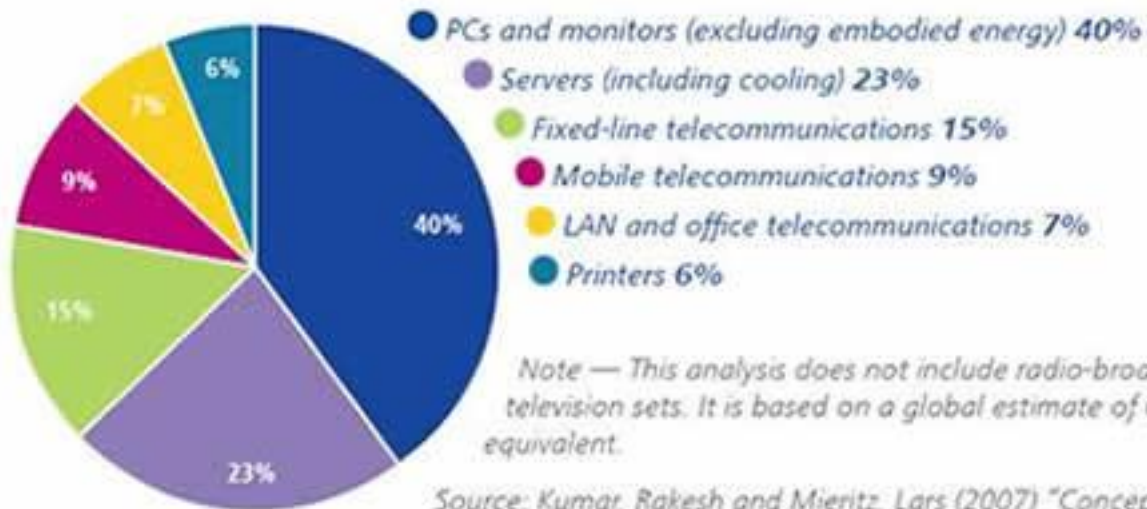 PCs and monitors (excluding embodied energy) 40%
Servers (including cooling) 23%
Fixed-line telecommunications 15%
Mobile telecommunications 9%
LAN and office telecommunications 7%
Printers 6%
6%
7%
9%
40%
15%
23%
Note — This analysis does not include radio-broa
television sets. It is based on a global estimate of
equivalent.
Source: Kumar, Rakesh and Mieritz, Lars (2007) "Conce